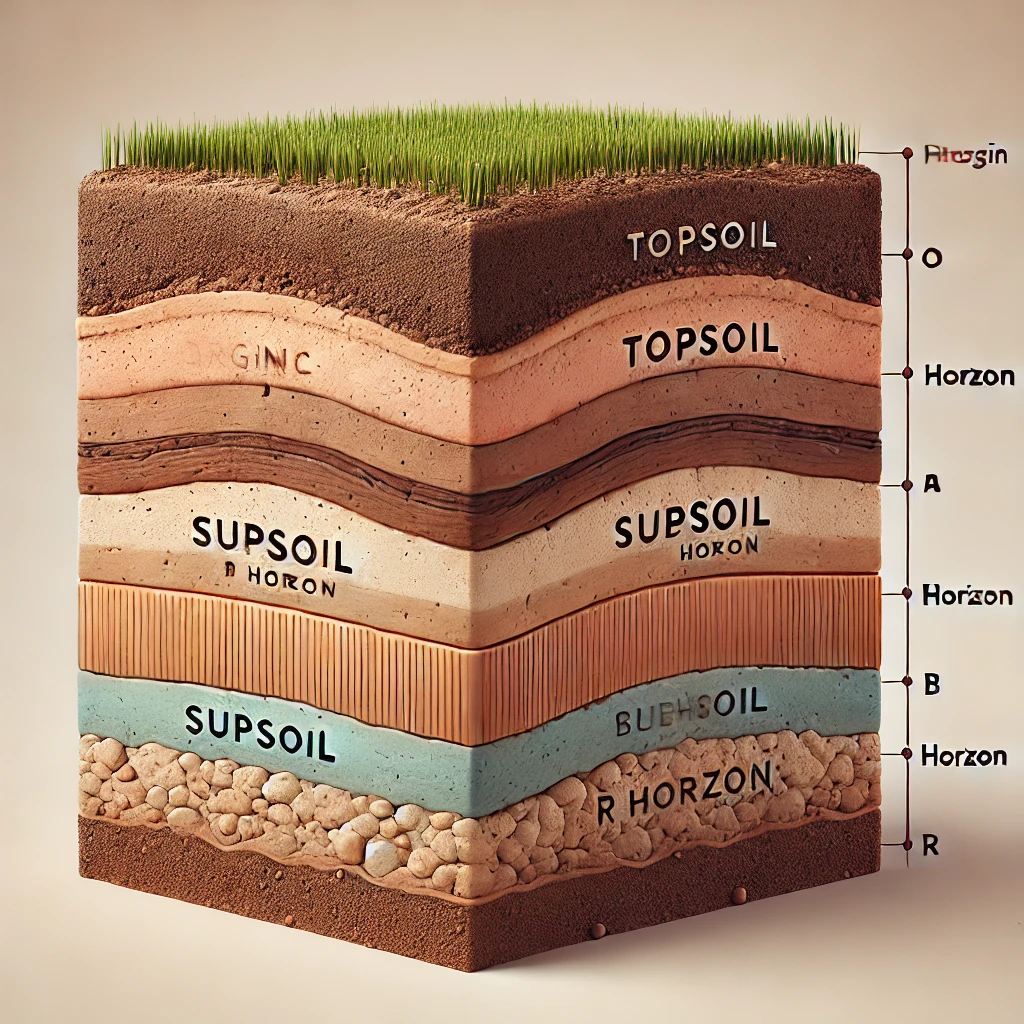 TOPSOIL
O
TOPSOIL
Horzon
A
SUPSOIL
HORZON
SUPSOIL
HORON
Horizon
B
SUPSOIL
Horzon
R HORZON
R